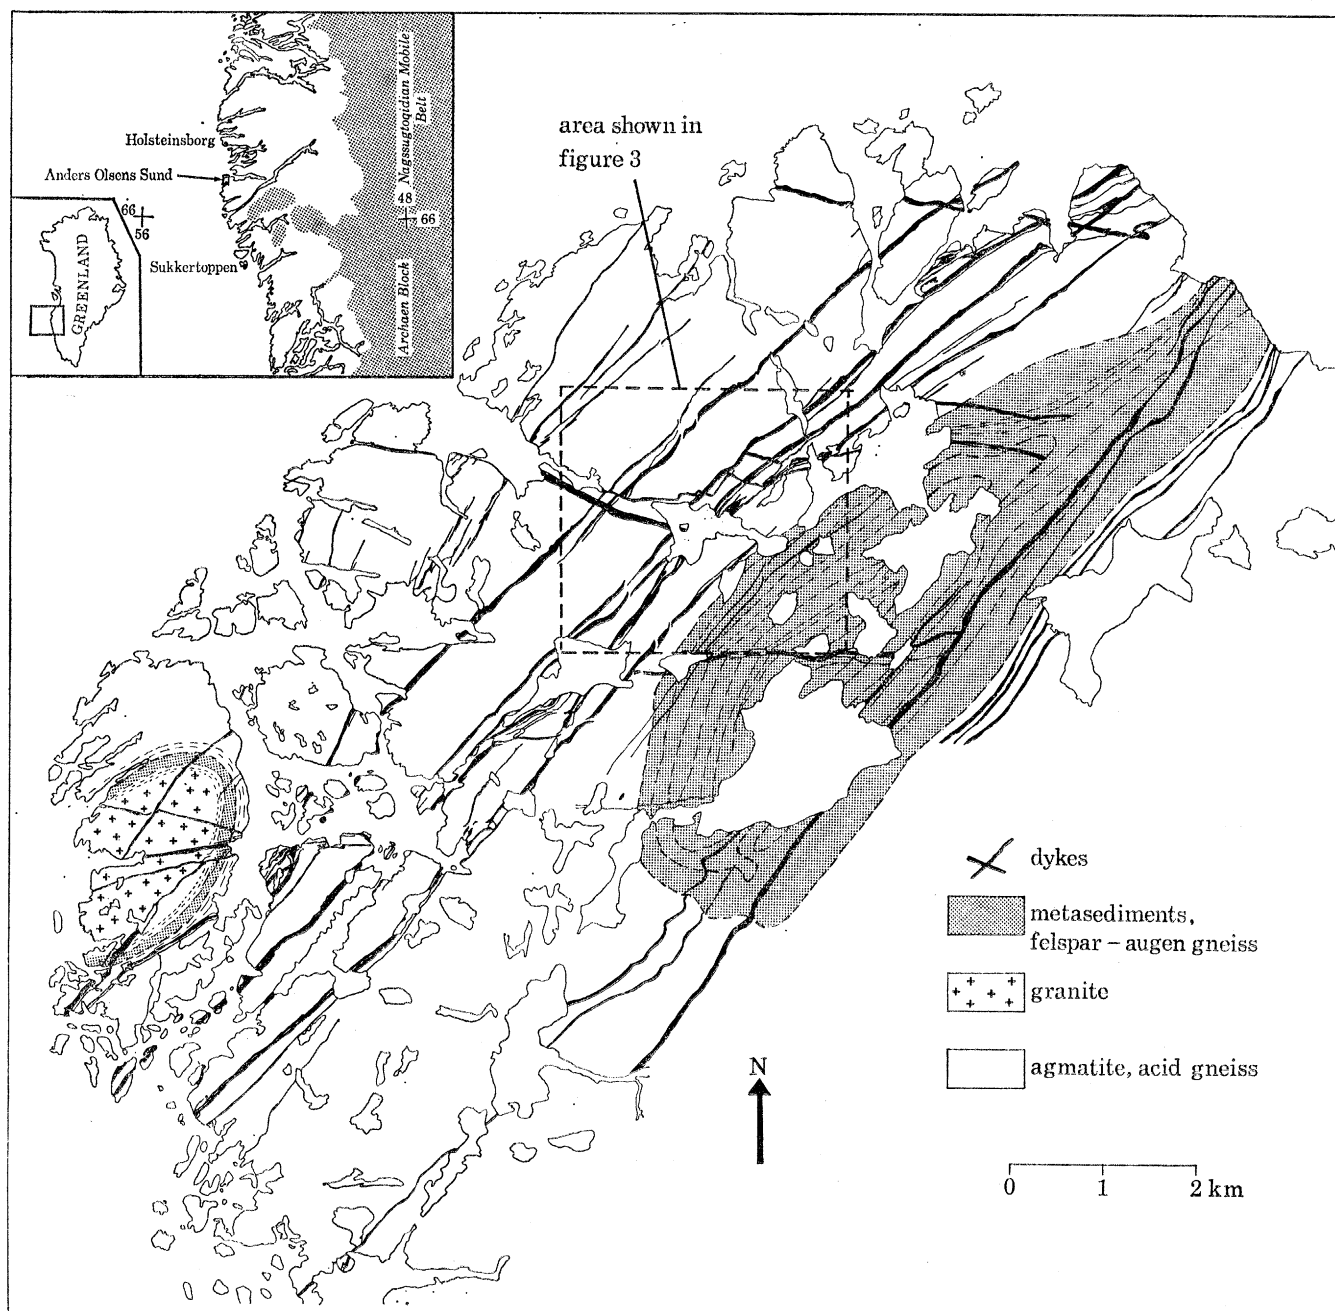 Holsteinsborg
Anders Olsens Sund
66
56
Sukkertoppen
GREENLAND
Nagssugtoqidian Mobile
Belt
48
66
Archaen Block
area shown in
figure 3
dykes
metasediments,
felspar – augen gneiss
granite
agmatite, acid gneiss
N
0 1 2 km